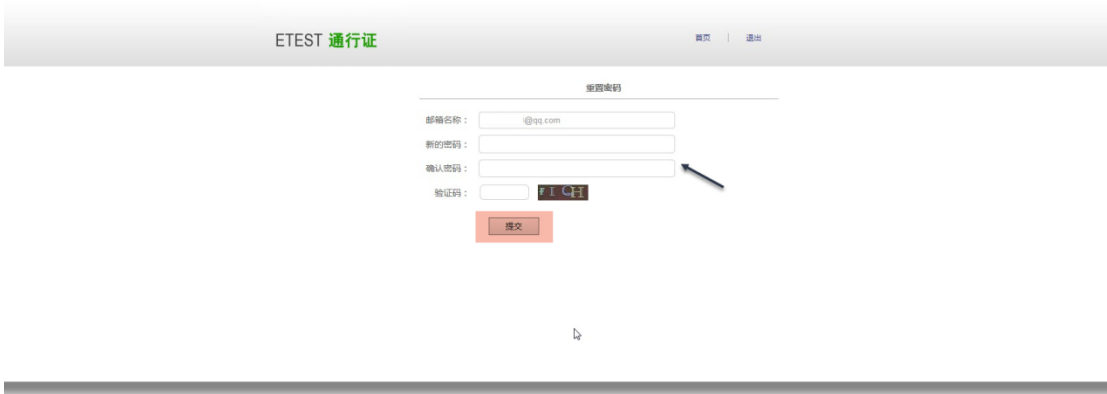 ETEST 通行证
首页 | 退出
重置密码
邮箱名称： @qq.com
新的密码：
确认密码：
验证码：
提交